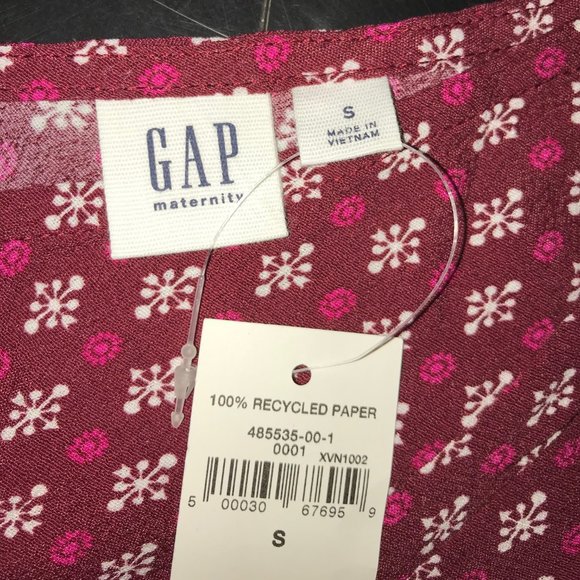 GAP
maternity
S
MADE IN
VIETNAM
100% RECYCLED PAPER
485535-00-1
0001 XVN1002
5 00030 67695 9
S